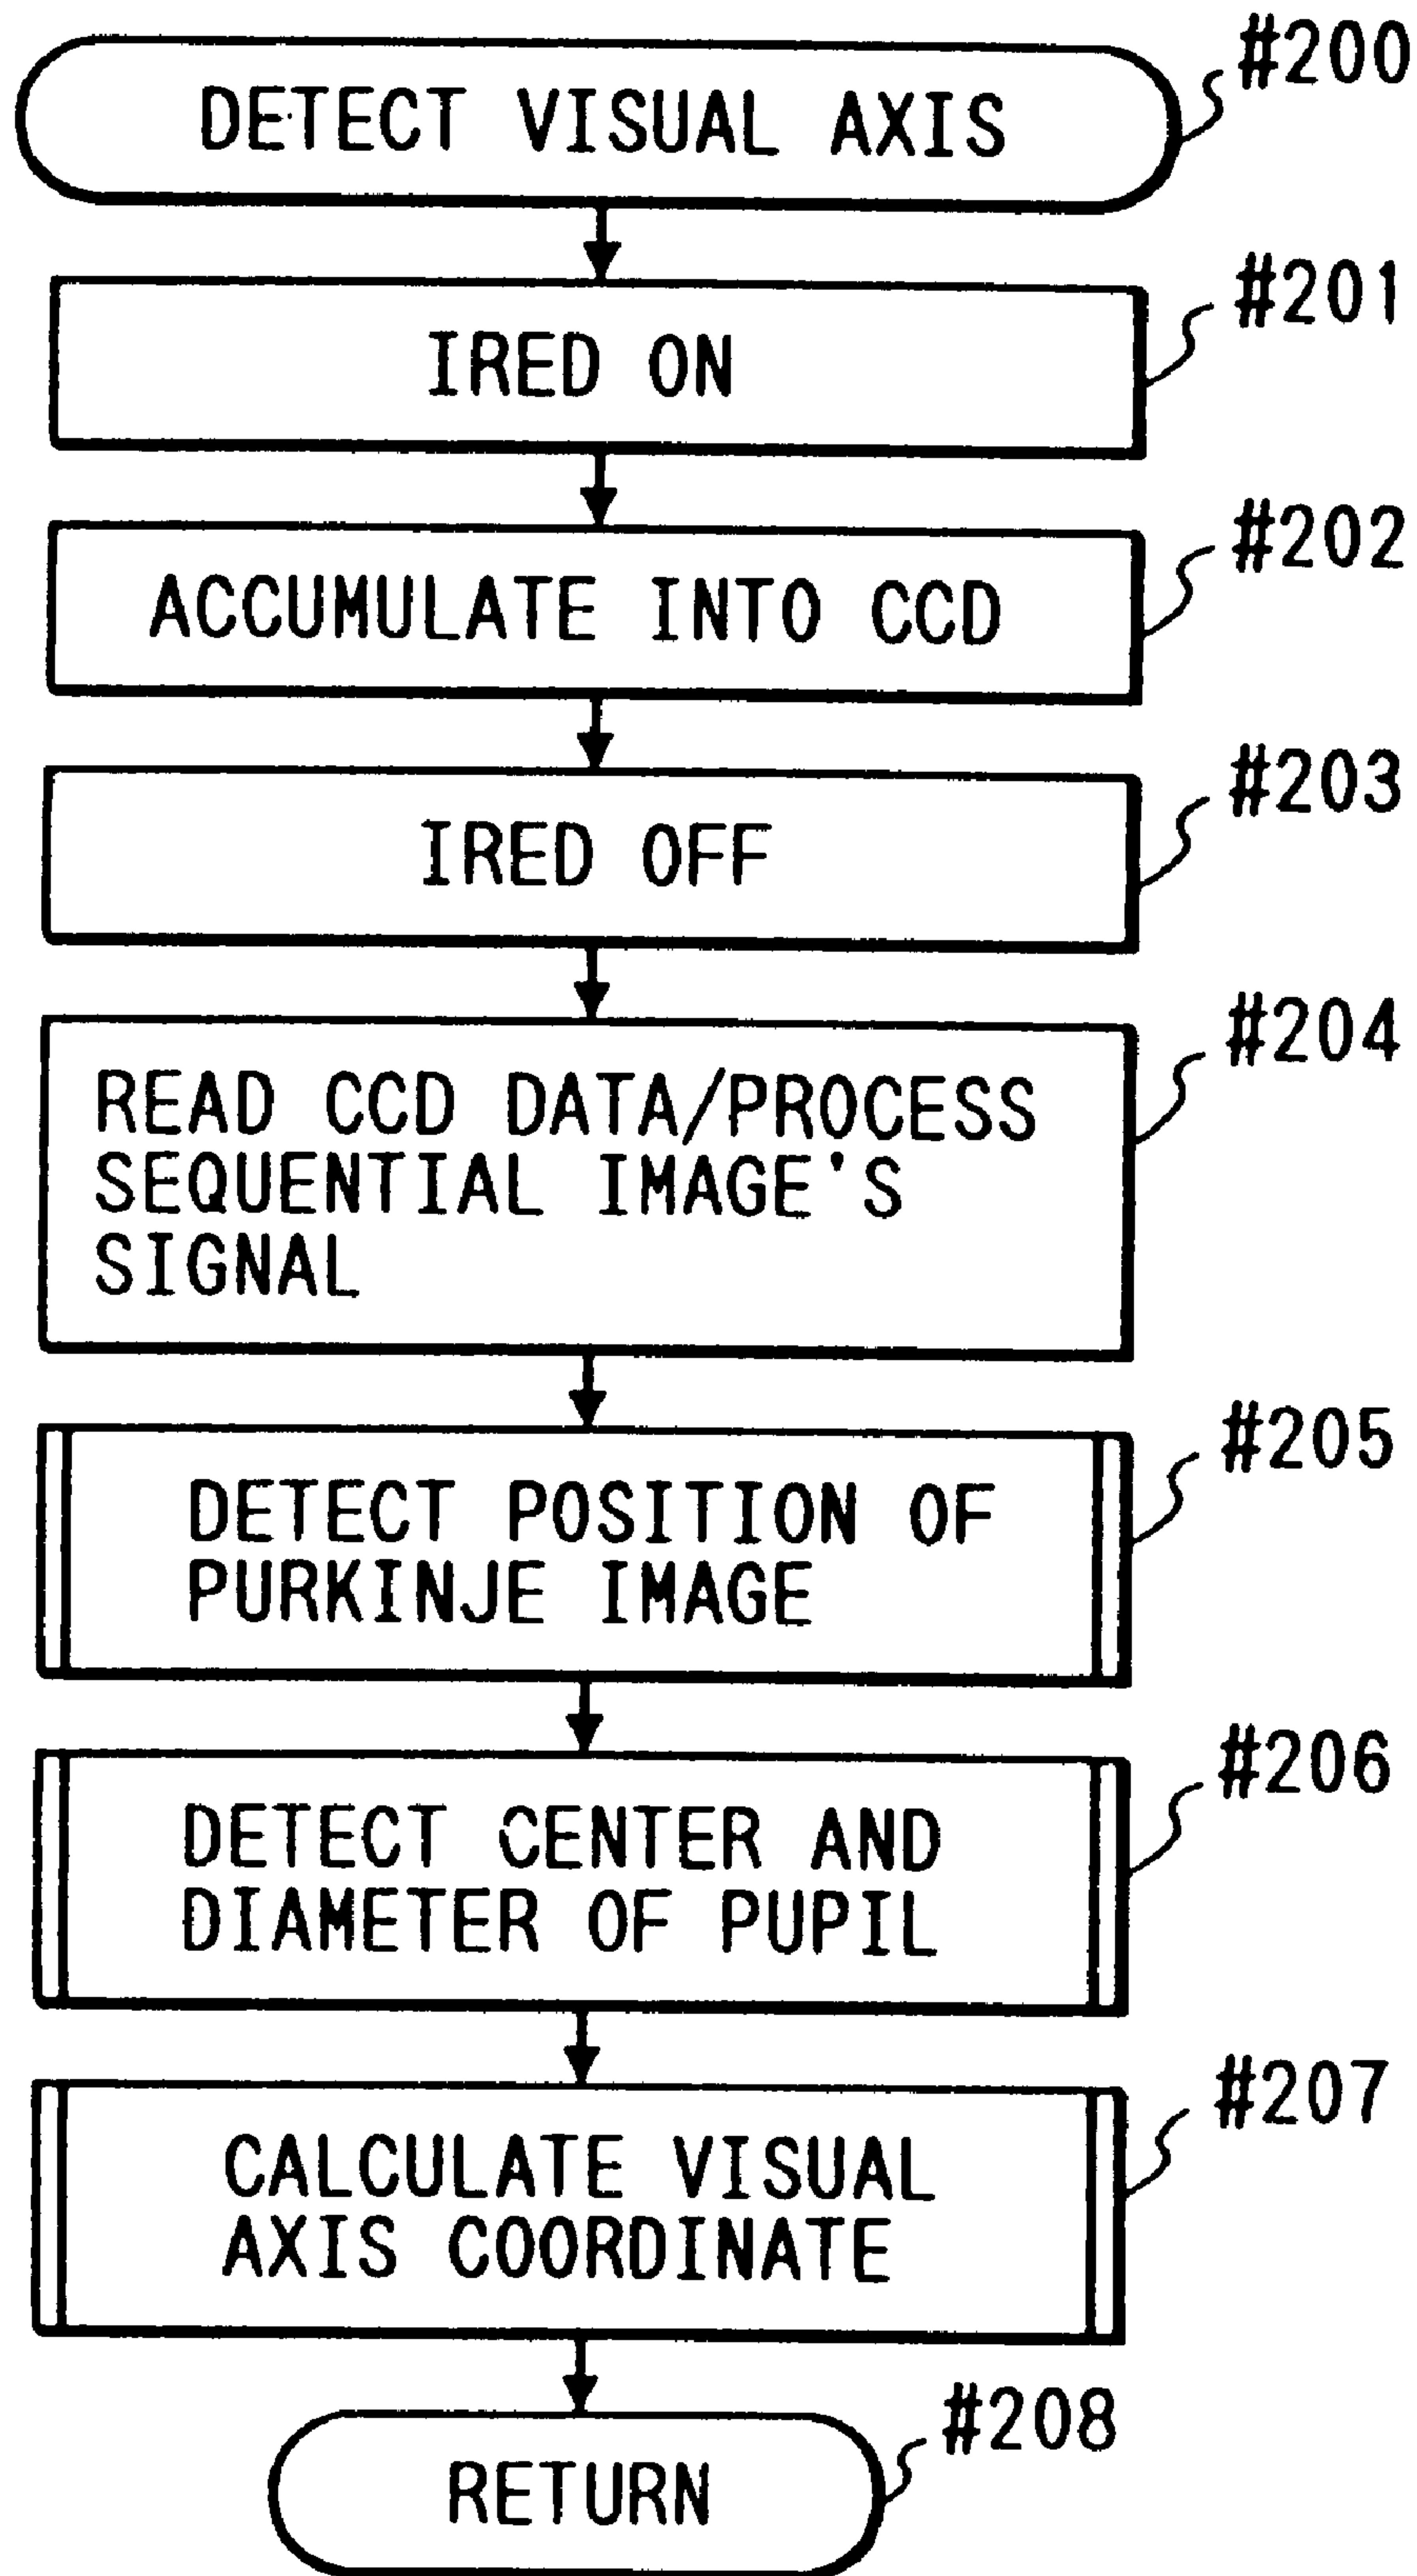 #200
DETECT VISUAL AXIS
#201
IRED ON
#202
ACCUMULATE INTO CCD
#203
IRED OFF
#204
READ CCD DATA/PROCESS
SEQUENTIAL IMAGE'S
SIGNAL
#205
DETECT POSITION OF
PURKINJE IMAGE
#206
DETECT CENTER AND
DIAMETER OF PUPIL
#207
CALCULATE VISUAL
AXIS COORDINATE
#208
RETURN